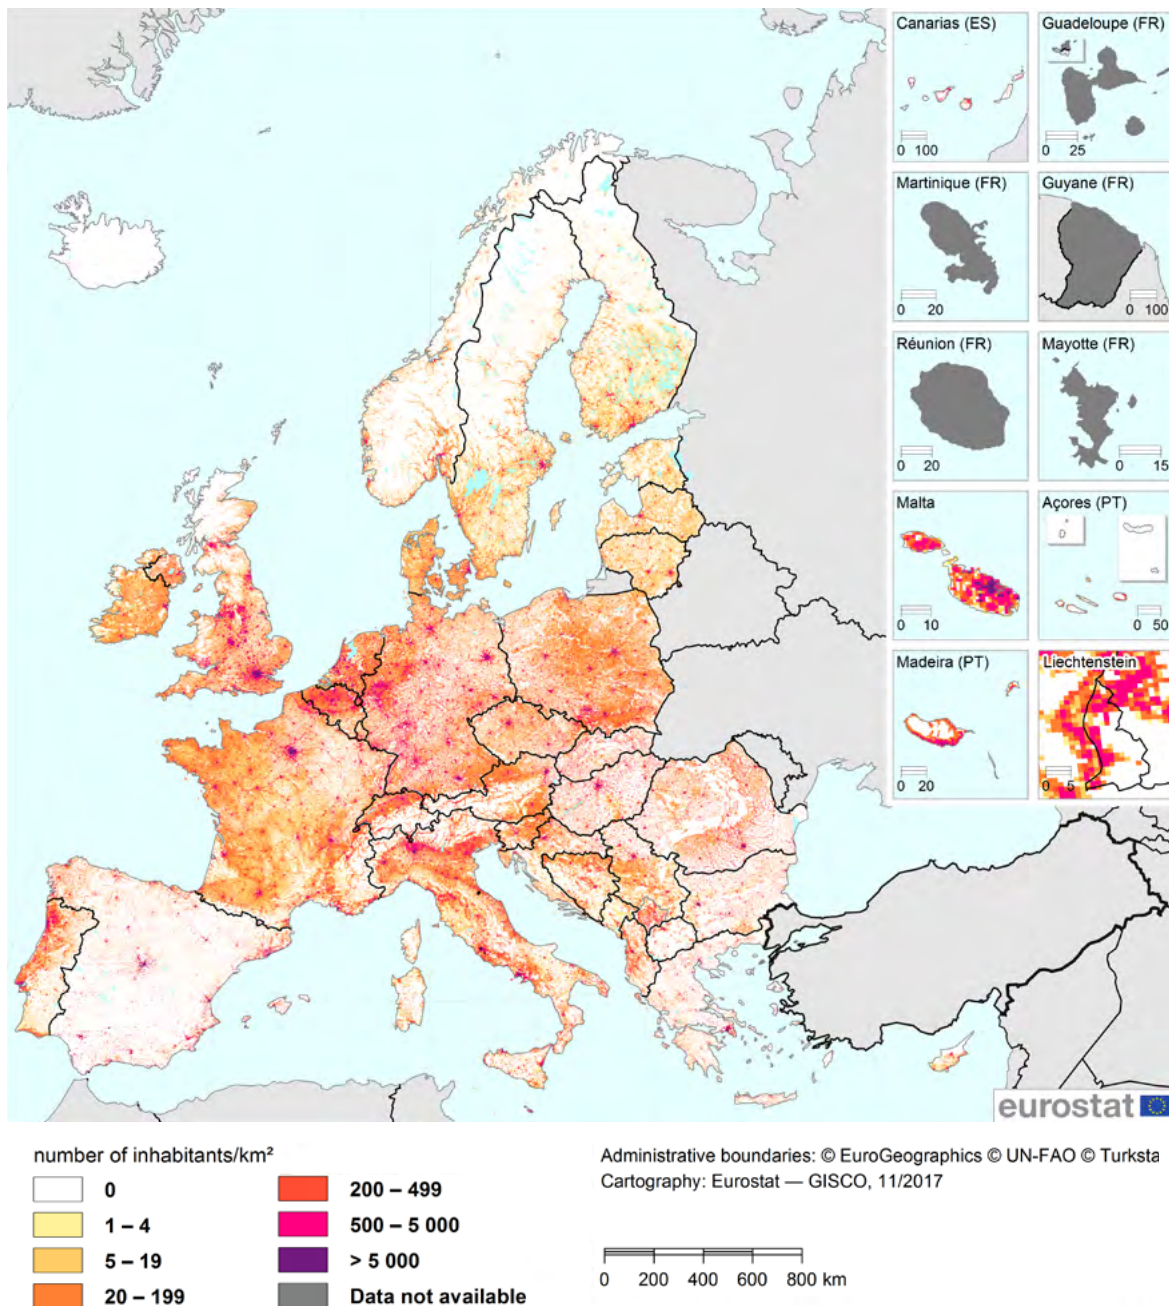 Canarias (ES)
0 100
Guadeloupe (FR)
0 25
Martinique (FR)
0 20
Guyane (FR)
0 100
Réunion (FR)
0 20
Mayotte (FR)
0 15
Malta
0 10
Açores (PT)
0 50
Madeira (PT)
0 20
Liechtenstein
0 5
eurostat
number of inhabitants/km²
0
1 – 4
5 – 19
20 – 199
200 – 499
500 – 5 000
> 5 000
Data not available
Administrative boundaries: © EuroGeographics © UN-FAO © Turksta
Cartography: Eurostat — GISCO, 11/2017
0 200 400 600 800 km